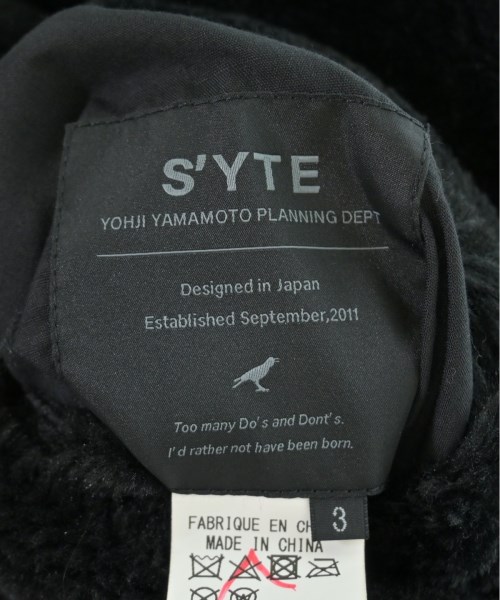 S'YTE
YOHJI YAMAMOTO PLANNING DEPT
Designed in Japan
Established September,2011
Too many Do's and Dont's.
I'd rather not have been born.
3
FABRIQUE EN
MADE IN CHINA